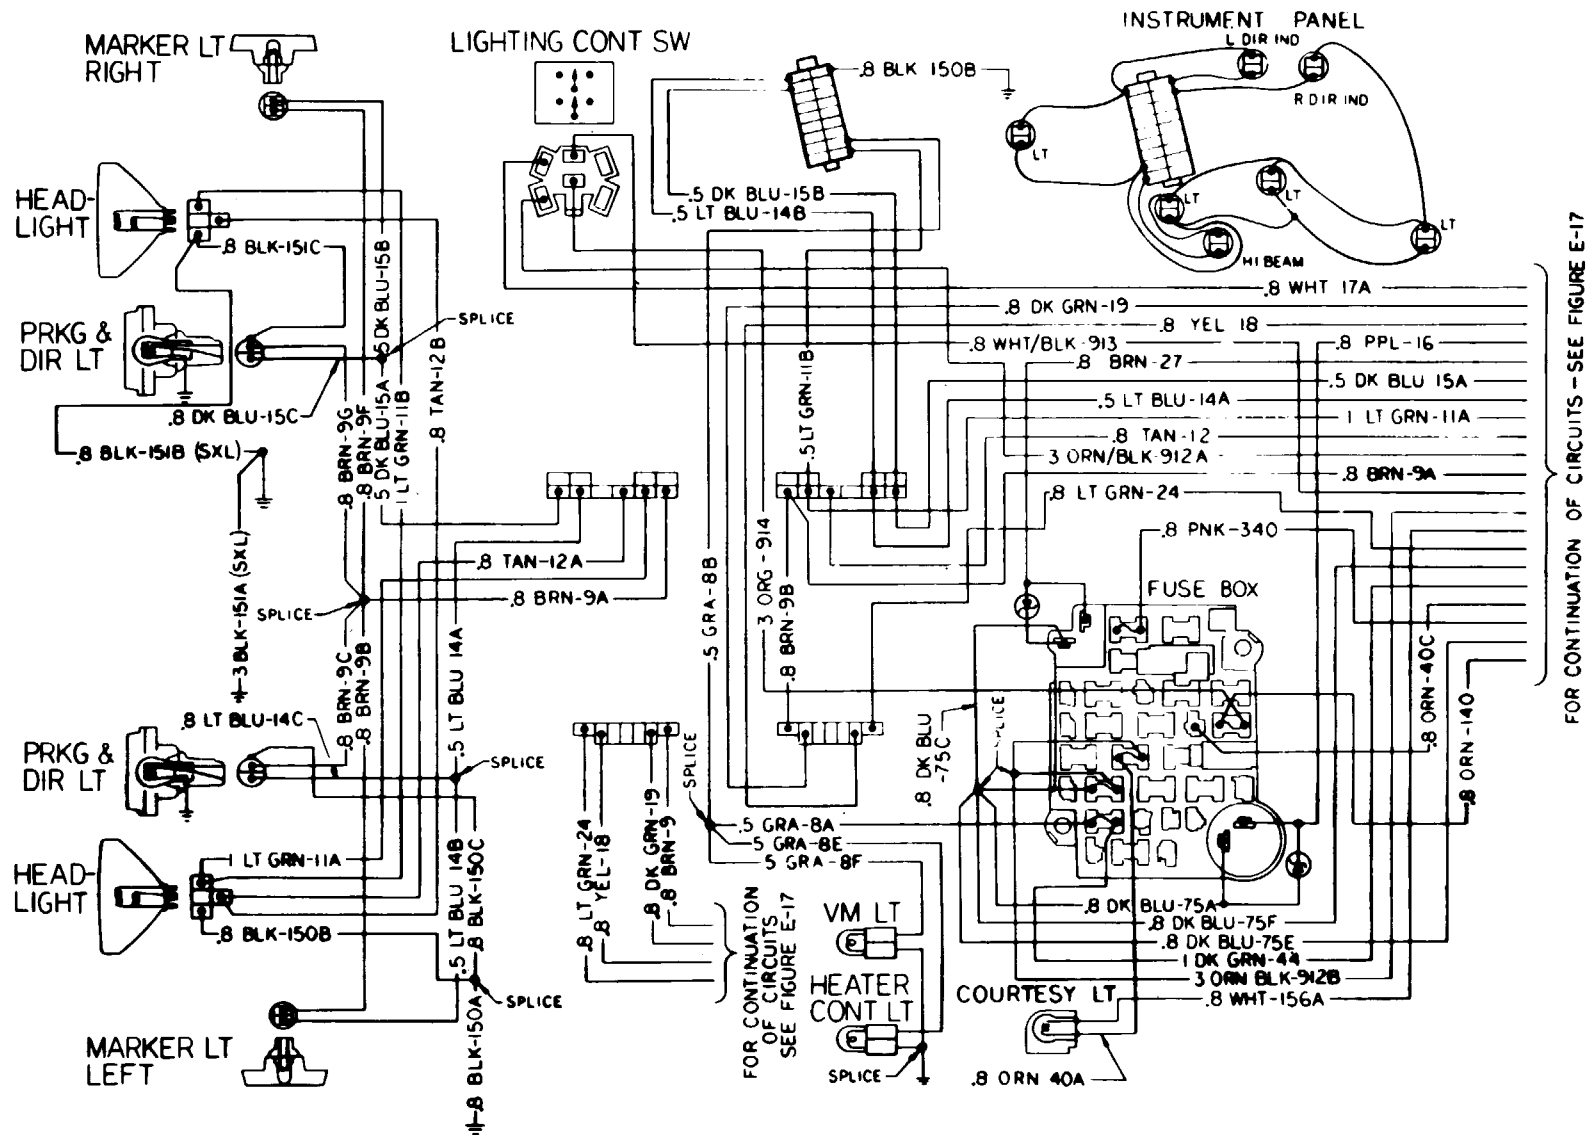 INSTRUMENT PANEL
L DIR IND
R DIR IND
LT
LT
LT
LT
HI BEAM
MARKER LT
RIGHT
LIGHTING CONT SW
.8 BLK 150B
HEAD-
LIGHT
.8 BLK-151C
.5 DK BLU-15B
.5 DK BLU-15B
.5 LT BLU-14B
.8 WHT 17A
.8 DK GRN-19
.8 YEL 18
.8 WHT/BLK-913
.8 PPL-16
.8 BRN-27
.5 DK BLU 15A
.5 LT BLU-14A
1 LT GRN-11A
.8 TAN-12
3 ORN/BLK-912A
.8 BRN-9A
.8 LT GRN-24
.8 PNK-340
FOR CONTINUATION OF CIRCUITS-SEE FIGURE E-17
PRKG &
DIR LT
SPLICE
.8 DK BLU-15C
.8 BLK-151B (SXL)
.8 BRN-9G
.8 BRN-9F
.5 DK BLU-15A
1 LT GRN-11B
.8 TAN-12B
.5 LT GRN-11B
3 BLK-151A (SXL)
SPLICE
.8 TAN-12A
.8 BRN-9A
.5 GRA-8B
3 ORG-914
.8 BRN-9B
FUSE BOX
.8 BRN-9C
.8 BRN-9B
.5 LT BLU 14A
.8 LT BLU-14C
PRKG &
DIR LT
SPLICE
SPLICE
.8 DK BLU
-75C
SPLICE
.8 ORN-40C
.8 ORN-140
.5 GRA-8A
.5 GRA-8E
.5 GRA-8F
.8 LT GRN-24
.8 YEL-18
.8 DK GRN-19
.8 BRN-9
1 LT GRN-11A
HEAD-
LIGHT
.8 BLK-150B
.5 LT BLU 14B
.8 BLK-150C
SPLICE
.8 BLK-150A
FOR CONTINUATION
OF CIRCUITS
SEE FIGURE E-17
VM LT
HEATER
CONT LT
SPLICE
.8 DK BLU-75A
.8 DK BLU-75F
.8 DK BLU-75E
1 DK GRN-44
3 ORN BLK-912B
.8 WHT-156A
COURTESY LT
.8 ORN 40A
MARKER LT
LEFT